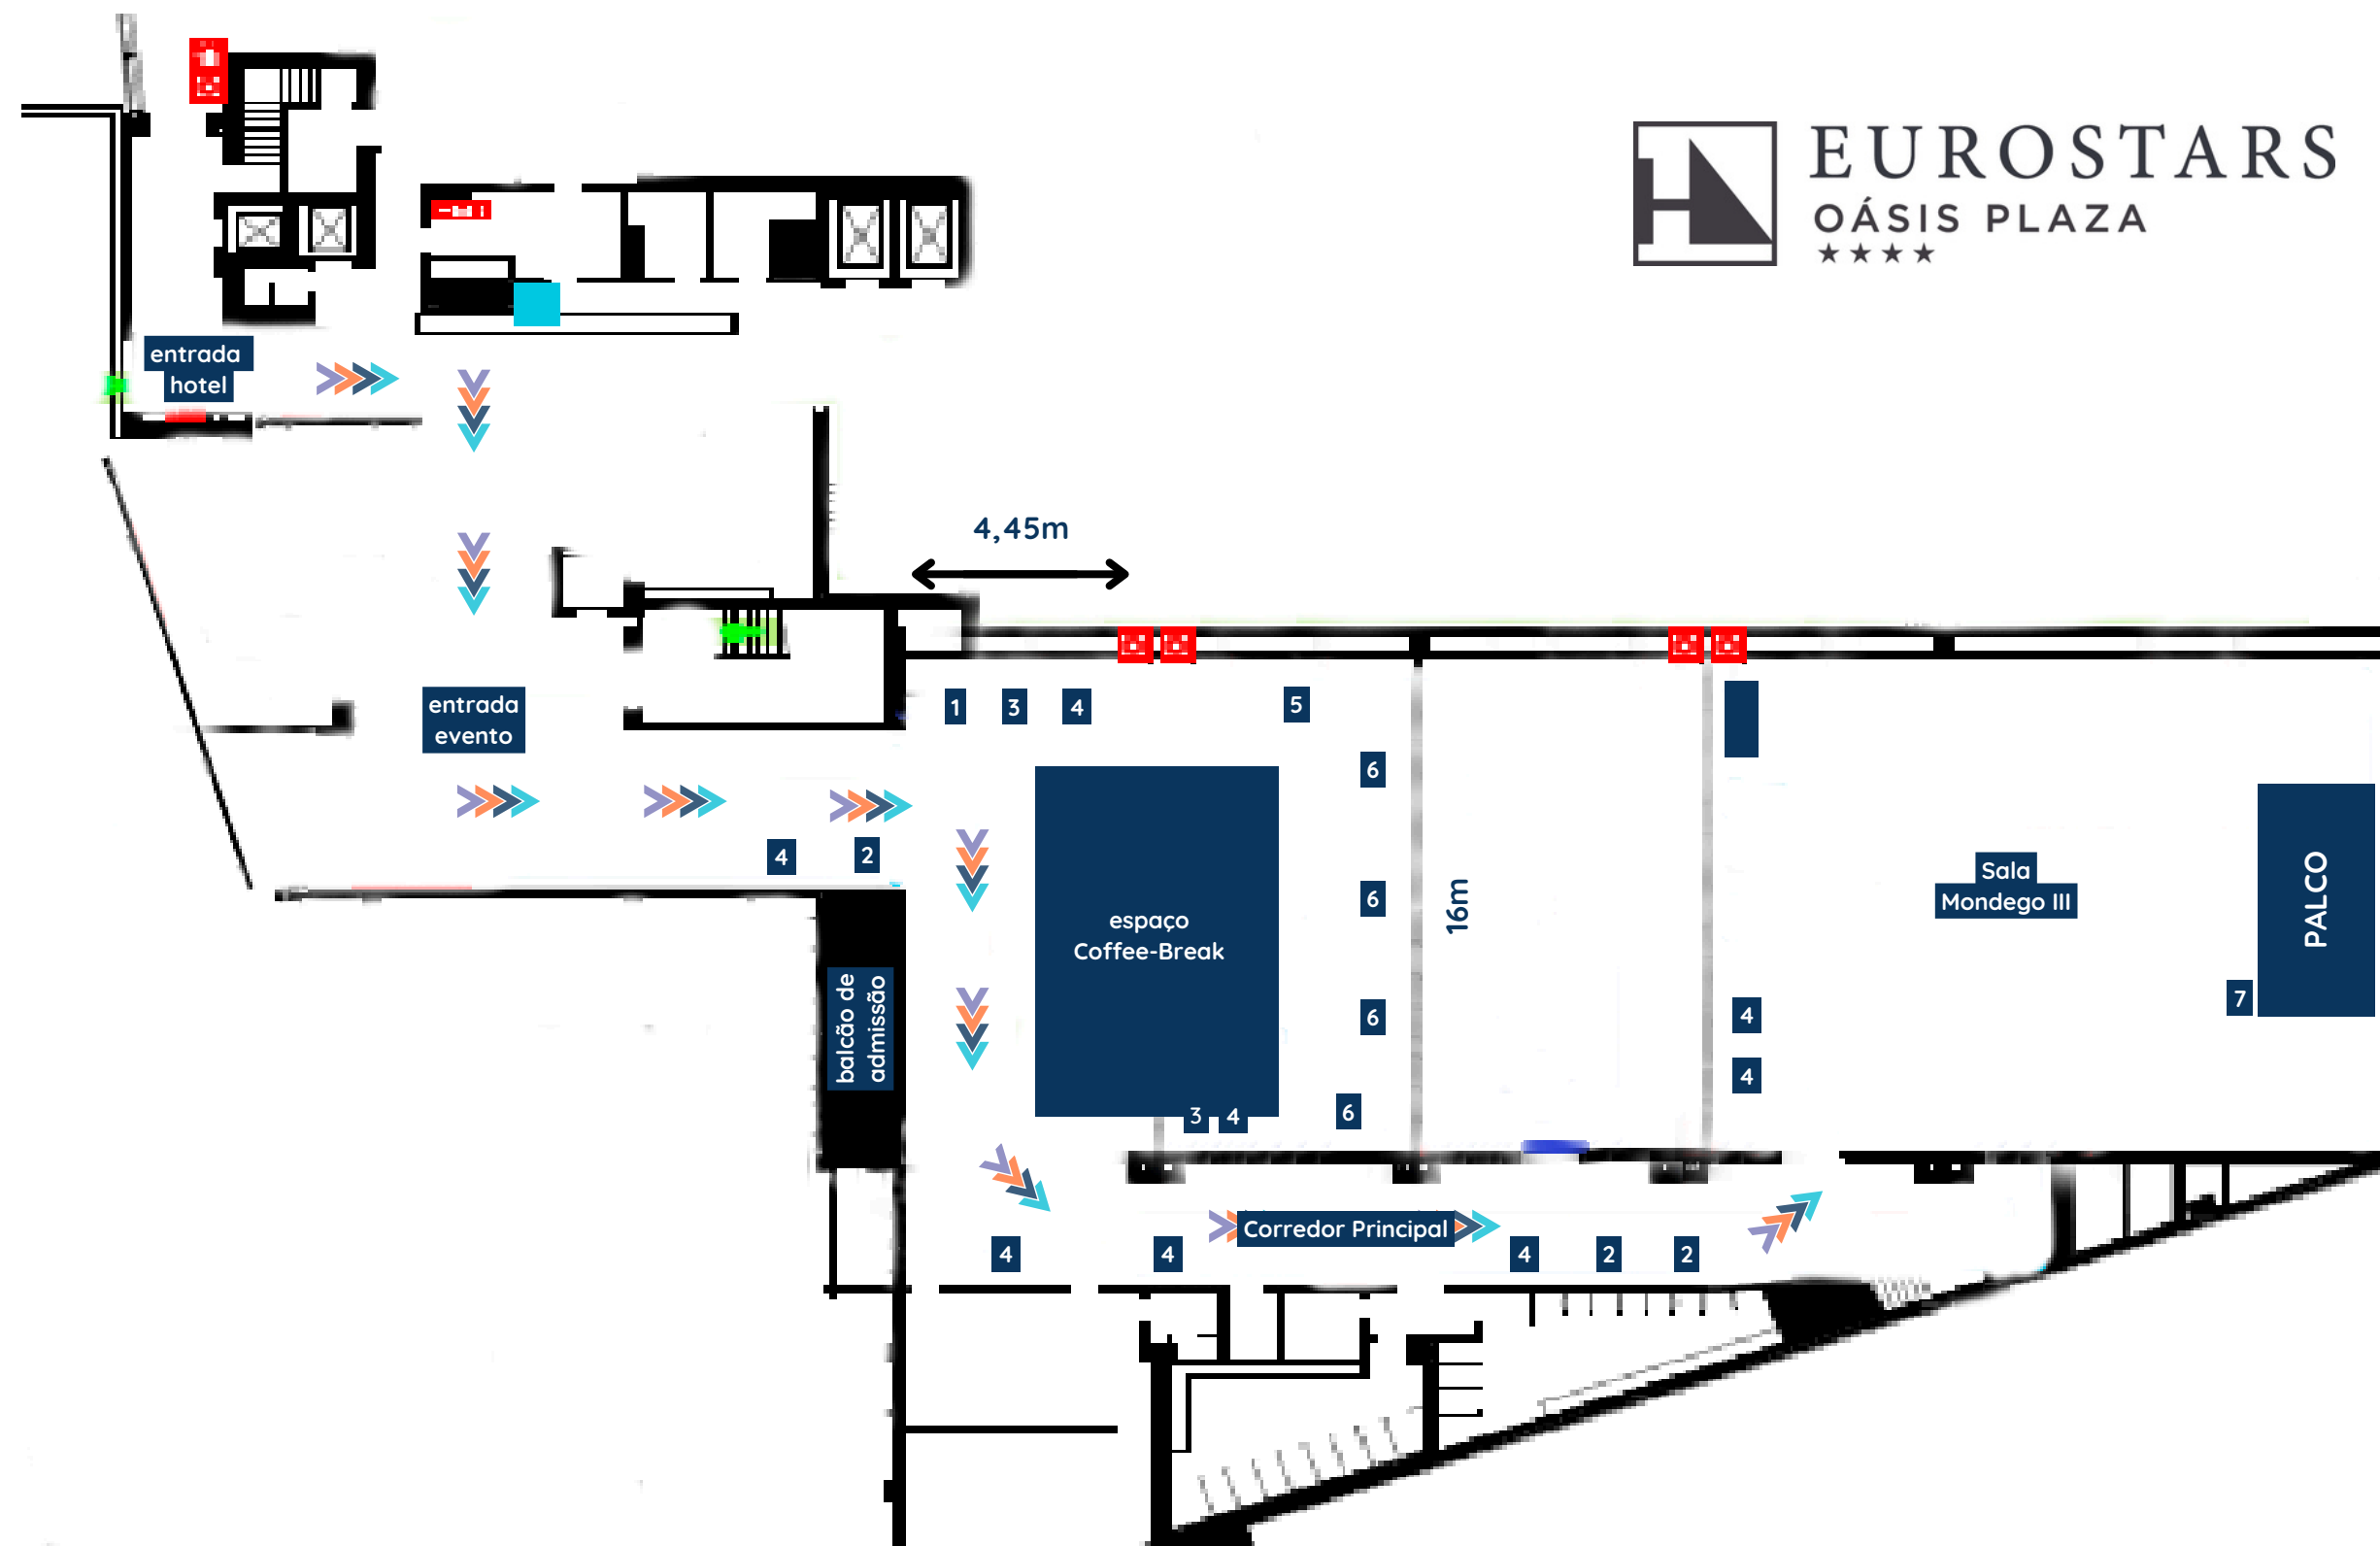 EUROSTARS
OÁSIS PLAZA
entrada
hotel
4,45m
entrada
evento
1
3
4
5
6
4
2
6
16m
Sala
Mondego III
PALCO
espaço
Coffee-Break
balcão de
admissão
6
4
7
4
3
4
6
Corredor Principal
4
4
4
2
2